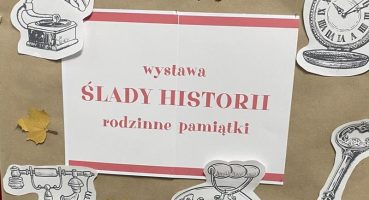 wystawa
ŚLADY HISTORII
rodzinne pamiątki